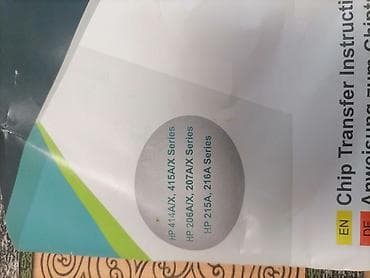 HP 414A/X, 415A/X Series
HP 206A/X, 207A/X Series
HP 215A, 216A Series
EN Chip Transfer Instructi
DE Anweisung zum Chipt